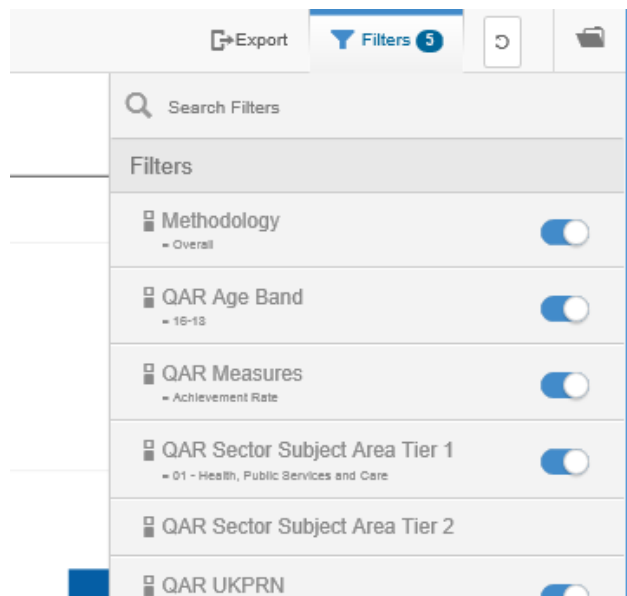 Export Filters 5
Search Filters
Filters
Methodology
= Overall
QAR Age Band
= 16-18
QAR Measures
= Achievement Rate
QAR Sector Subject Area Tier 1
= 01 - Health, Public Services and Care
QAR Sector Subject Area Tier 2
QAR UKPRN